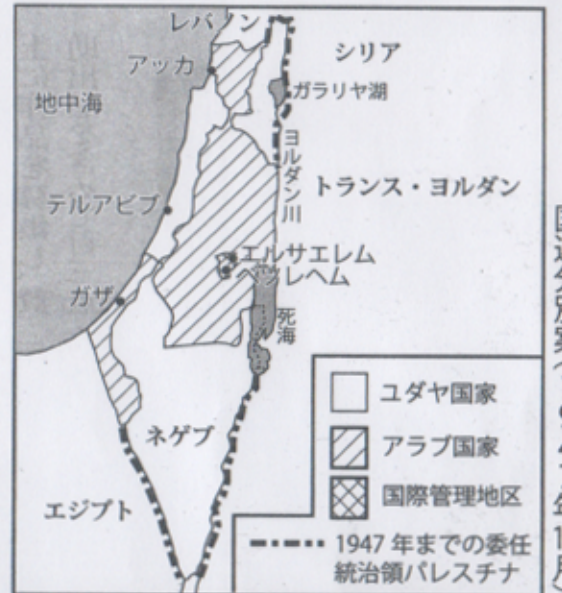 レバノン
シリア
アッカ
ガラリヤ湖
地中海
ヨルダン川
トランス・ヨルダン
テルアビブ
エルサエレム
ベツレヘム
ガザ
死海
ネゲブ
エジプト
ユダヤ国家
アラブ国家
国際管理地区
1947年までの委任
統治領パレスチナ